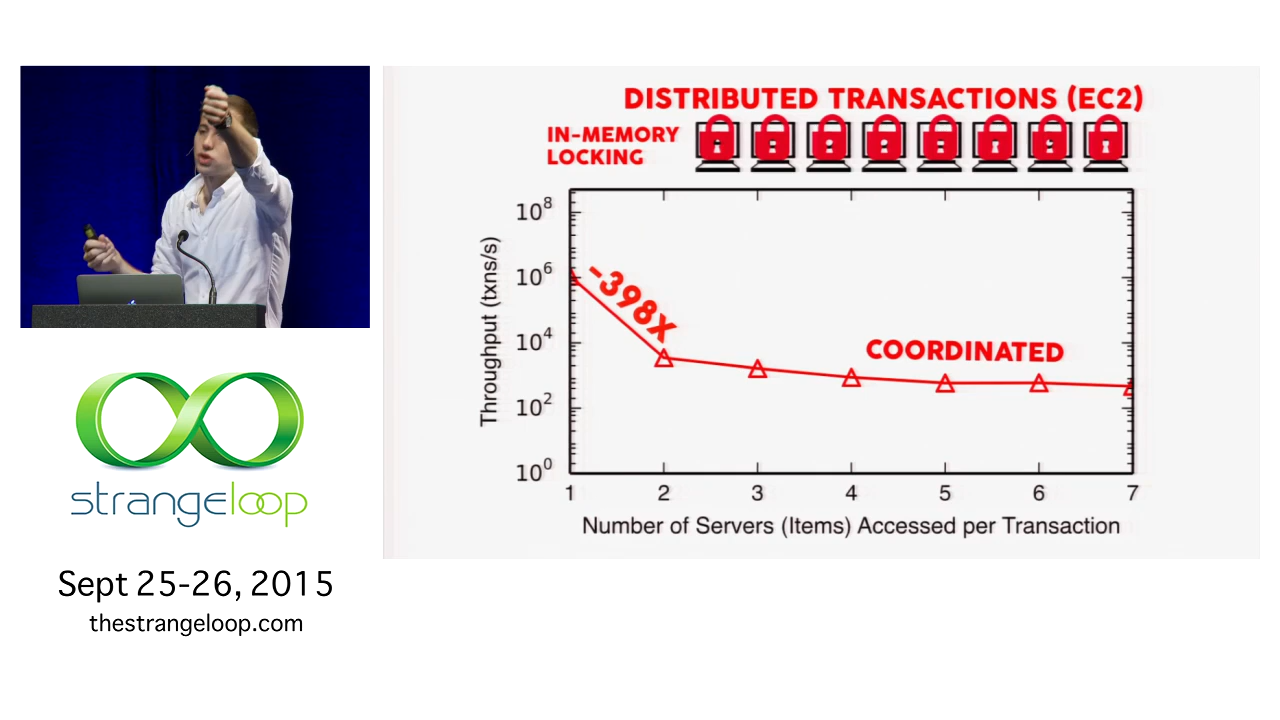 DISTRIBUTED TRANSACTIONS (EC2)
IN-MEMORY
LOCKING
10^8
10^6
10^4
10^2
10^0
Throughput (txns/s)
-398X
COORDINATED
1 2 3 4 5 6 7
Number of Servers (Items) Accessed per Transaction
strangeloop
Sept 25-26, 2015
thestrangeloop.com